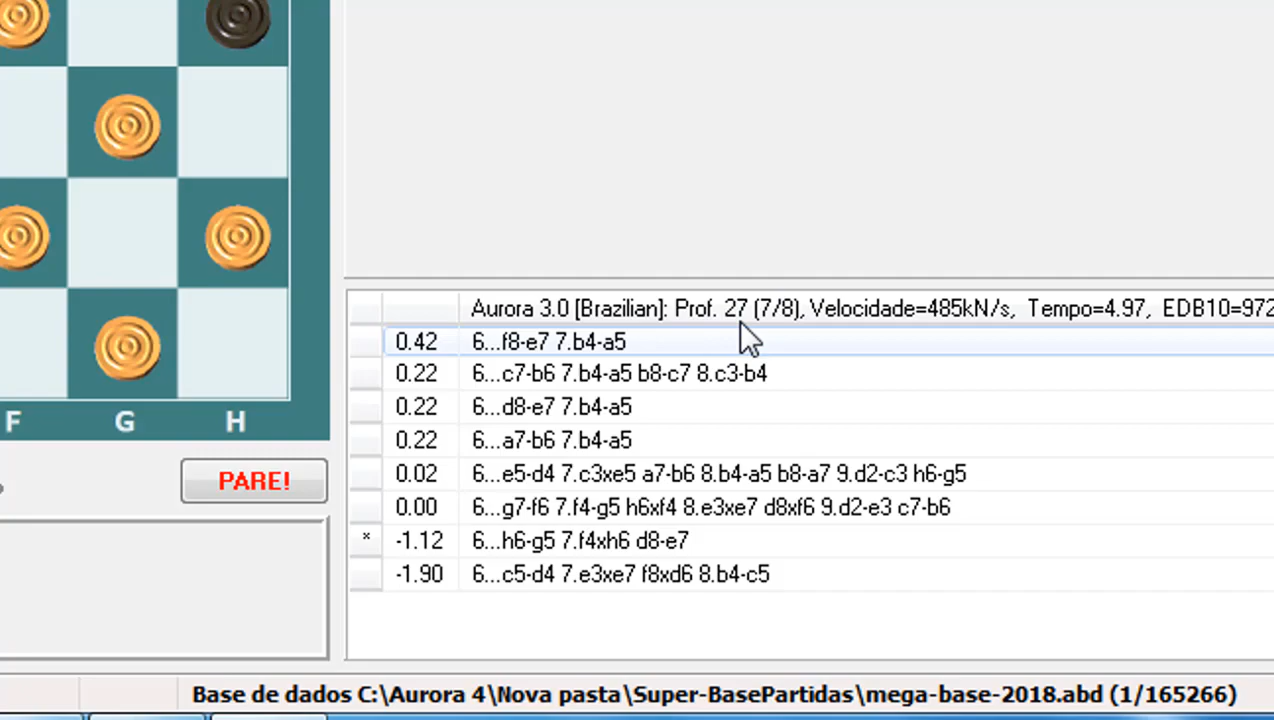 Aurora 3.0 [Brazilian]: Prof. 27 (7/8), Velocidade=485kN/s, Tempo=4.97, EDB10=972
0.42 6...f8-e7 7.b4-a5
0.22 6...c7-b6 7.b4-a5 b8-c7 8.c3-b4
0.22 6...d8-e7 7.b4-a5
0.22 6...a7-b6 7.b4-a5
0.02 6...e5-d4 7.c3xe5 a7-b6 8.b4-a5 b8-a7 9.d2-c3 h6-g5
0.00 6...g7-f6 7.f4-g5 h6xf4 8.e3xe7 d8xf6 9.d2-e3 c7-b6
* -1.12 6...h6-g5 7.f4xh6 d8-e7
-1.90 6...c5-d4 7.e3xe7 f8xd6 8.b4-c5
F G H
PARE!
Base de dados C:\Aurora 4\Nova pasta\Super-BasePartidas\mega-base-2018.abd (1/165266)